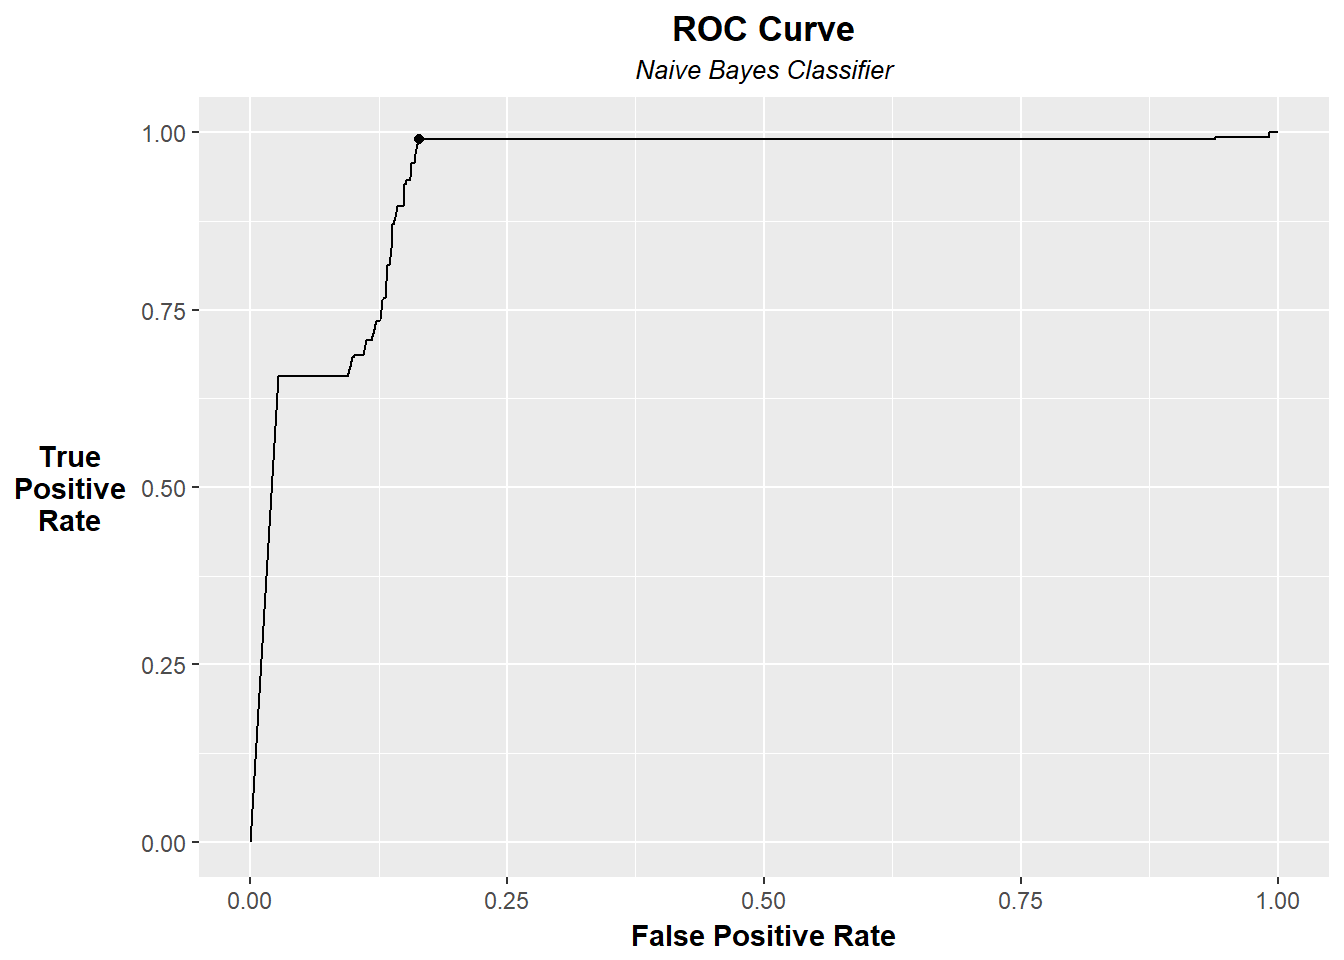 ROC Curve
Naive Bayes Classifier
1.00
0.75
0.50
0.25
0.00
True
Positive
Rate
0.00 0.25 0.50 0.75 1.00
False Positive Rate